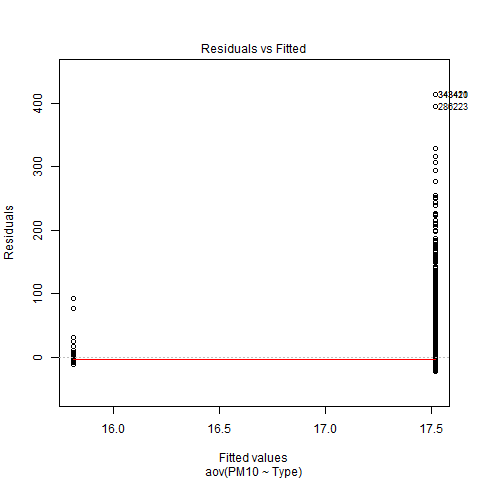 Residuals vs Fitted
Residuals
400
300
200
100
0
286223
16.0
16.5
17.0
17.5
Fitted values
aov(PM10 ~ Type)